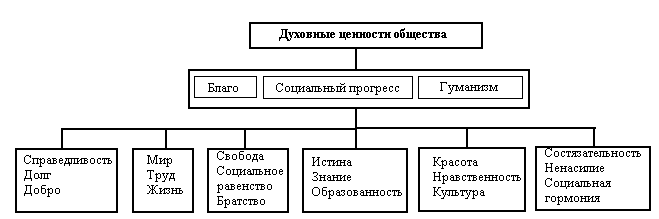 Духовные ценности общества
Благо
Социальный прогресс
Гуманизм
Справедливость
Долг
Добро
Мир
Труд
Жизнь
Свобода
Социальное
равенство
Братство
Истина
Знание
Образованность
Красота
Нравственность
Культура
Состязательность
Ненасилие
Социальная
гормония